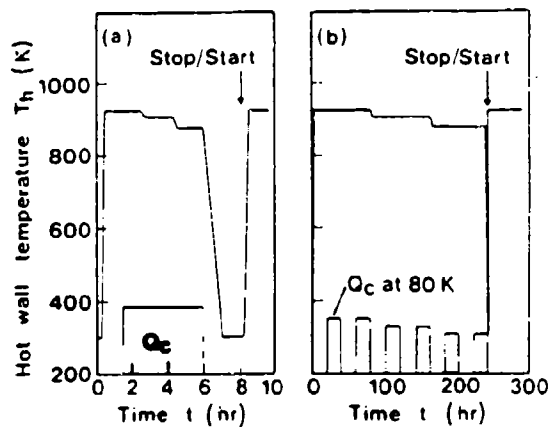 (a)
Stop/Start
Hot wall temperature Th (K)
1000
900
800
600
400
200
Qc
0 2 4 6 8 10
Time t (hr)
(b)
Stop/Start
Qc at 80 K
0 100 200 300
Time t (hr)